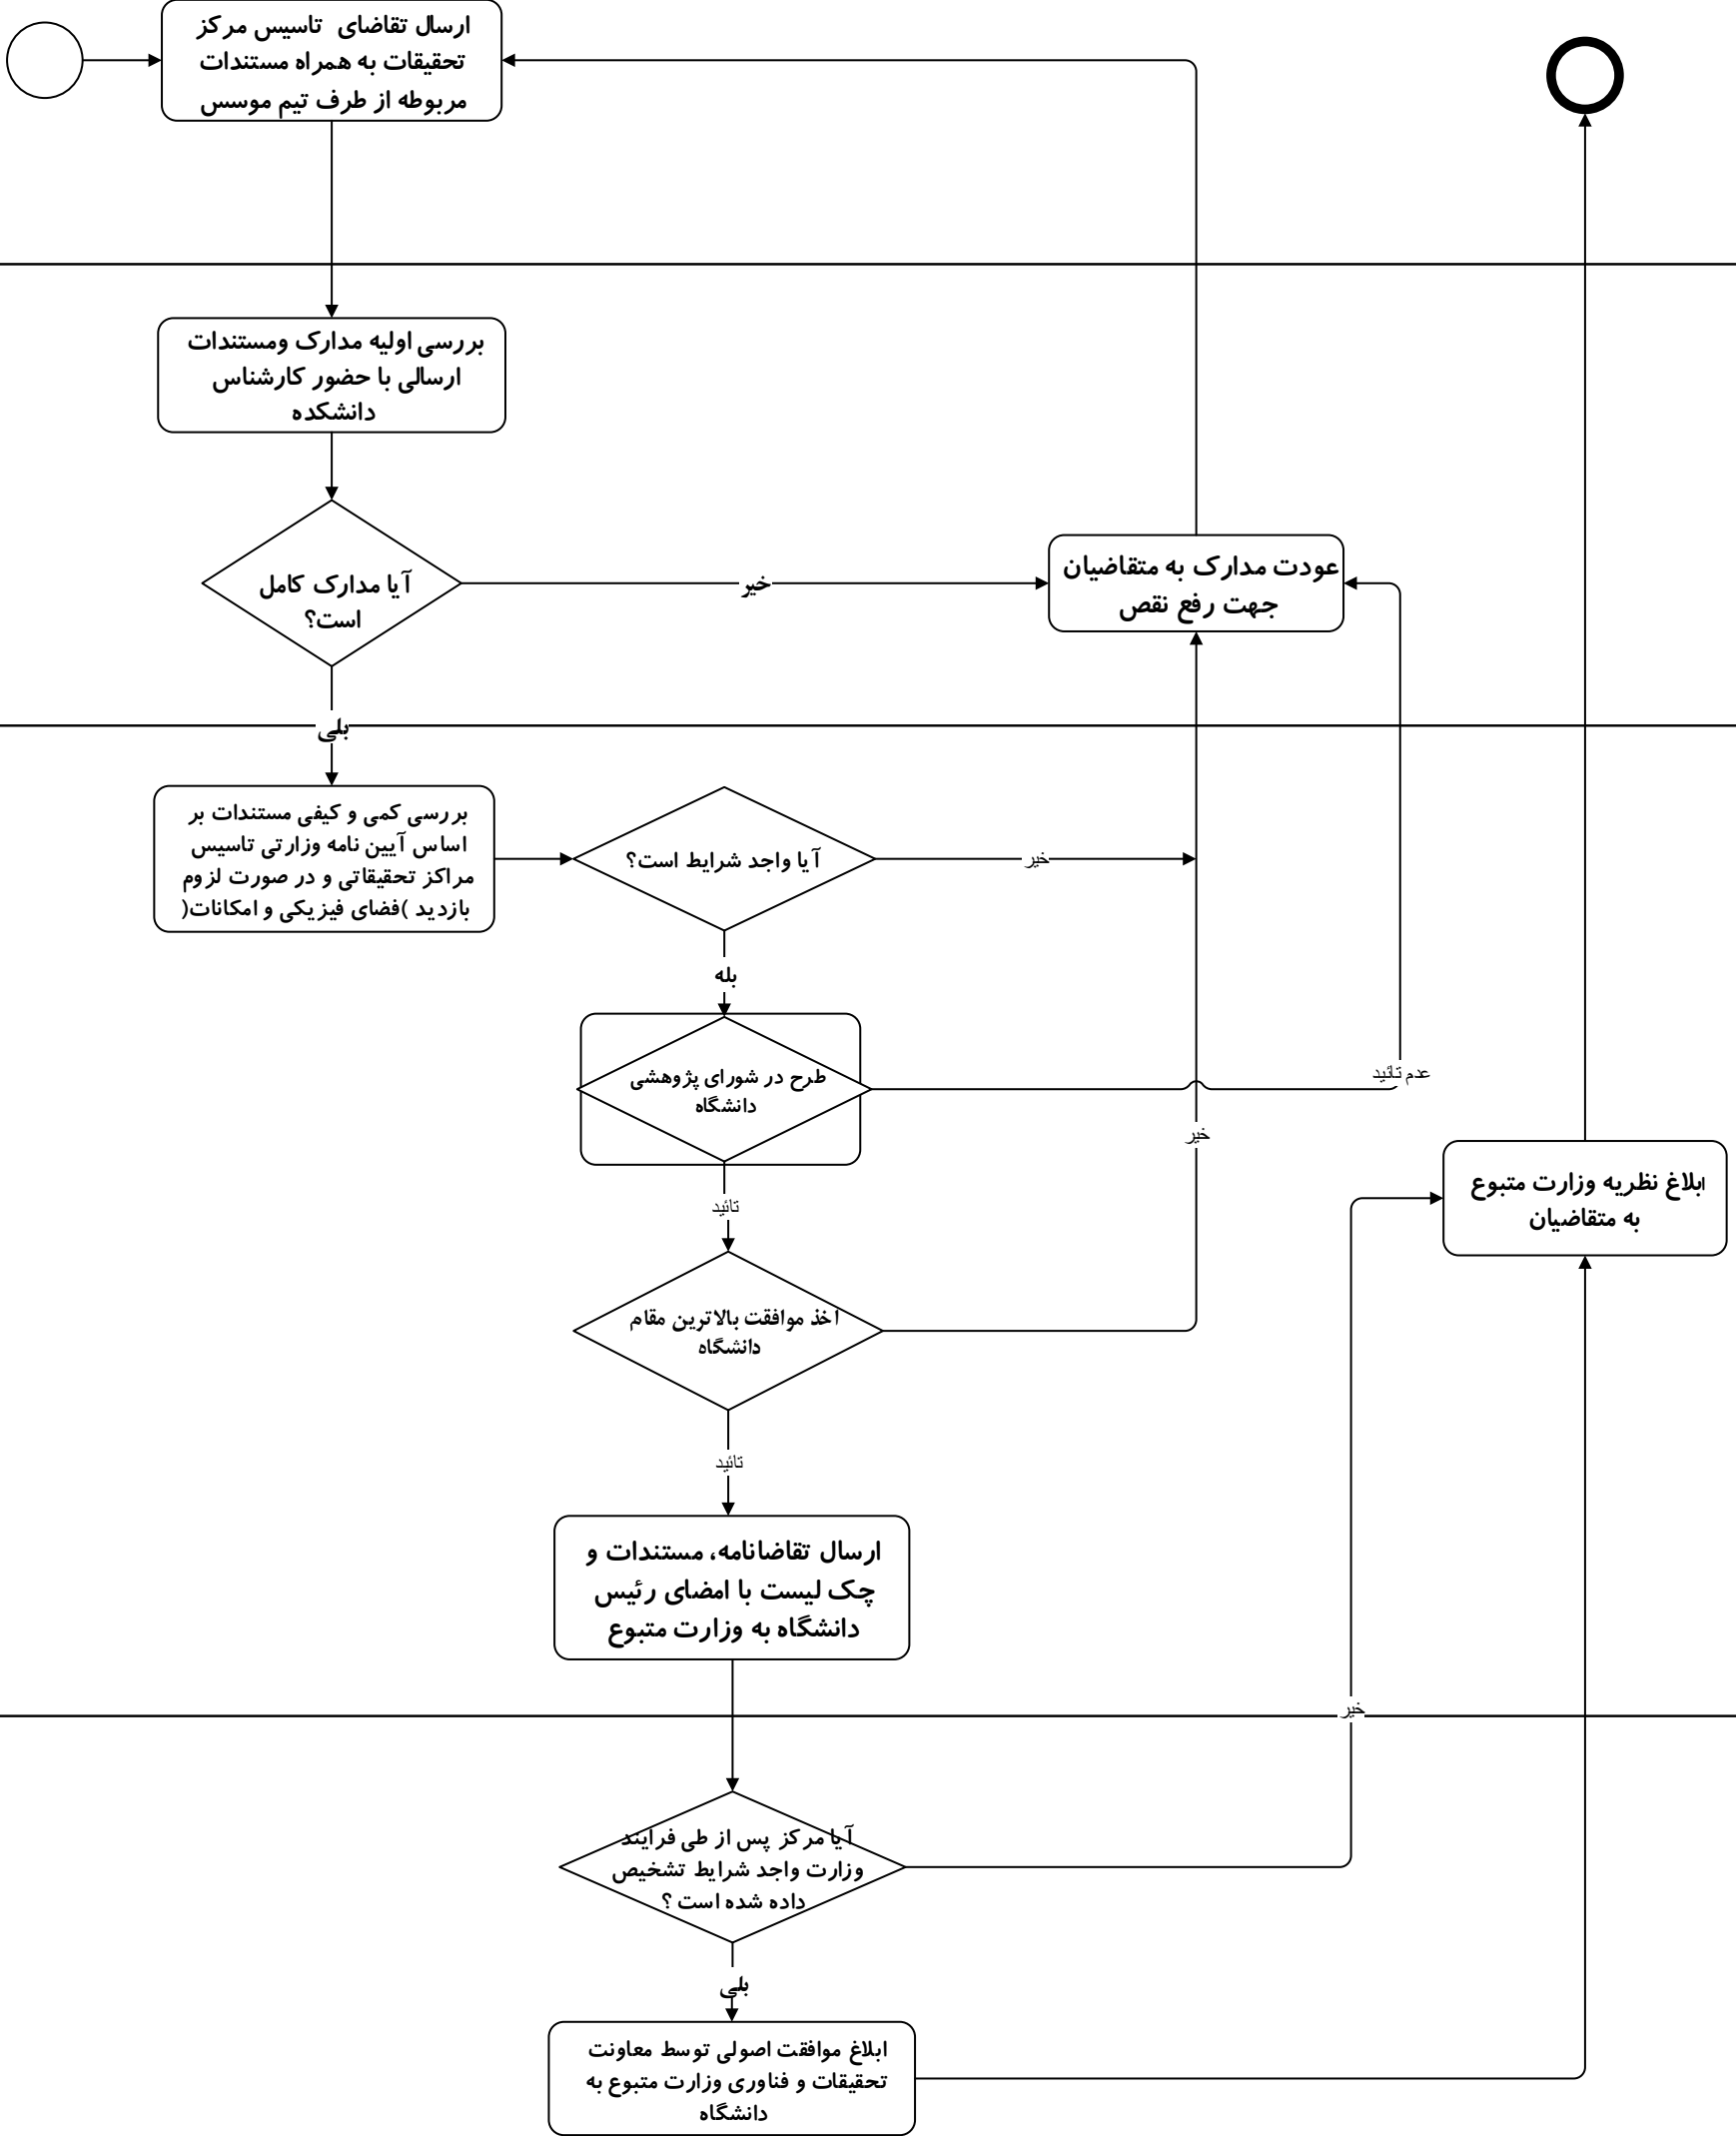 ارسال تقاضای تاسیس مرکز
تحقیقات به همراه مستندات
مربوطه از طرف تیم موسس
بررسی اولیه مدارک ومستندات
ارسالی با حضور کارشناس
دانشکده
آیا مدارک کامل
است؟
خیر
عودت مدارک به متقاضیان
جهت رفع نقص
بلی
بررسی کمی و کیفی مستندات بر
اساس آیین نامه وزارتی تاسیس
مراکز تحقیقاتی و در صورت لزوم
بازدید )فضای فیزیکی و امکانات(
آیا واجد شرایط است؟
خیر
بله
طرح در شورای پژوهشی
دانشگاه
عدم تائید
خیر
تائید
ابلاغ نظریه وزارت متبوع
به متقاضیان
اخذ موافقت بالاترین مقام
دانشگاه
تائید
ارسال تقاضانامه، مستندات و
چک لیست با امضای رئیس
دانشگاه به وزارت متبوع
خیر
آیا مرکز پس از طی فرایند
وزارت واجد شرایط تشخیص
داده شده است ؟
بلی
ابلاغ موافقت اصولی توسط معاونت
تحقیقات و فناوری وزارت متبوع به
دانشگاه